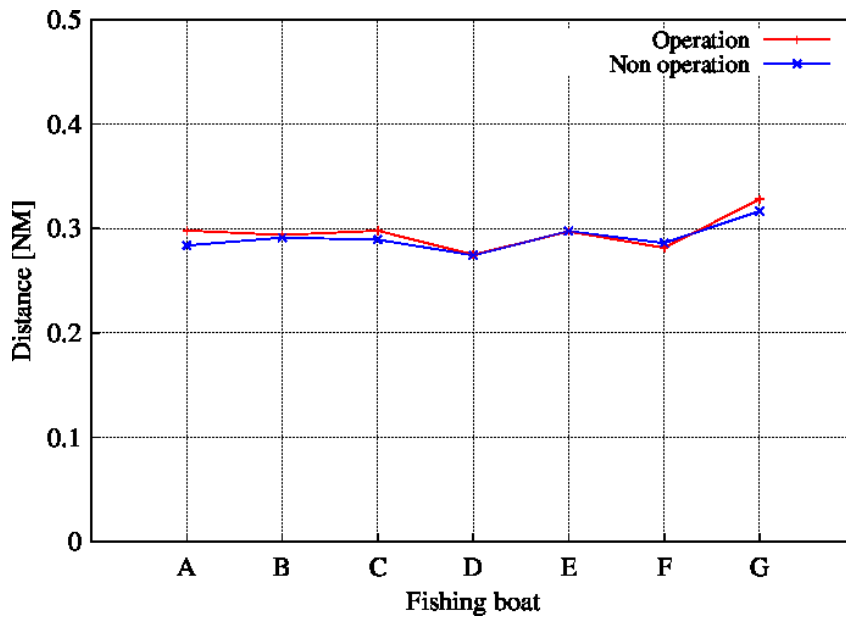 0.5
Operation
Non operation
0.4
0.3
0.2
0.1
0
Distance [NM]
A B C D E F G
Fishing boat